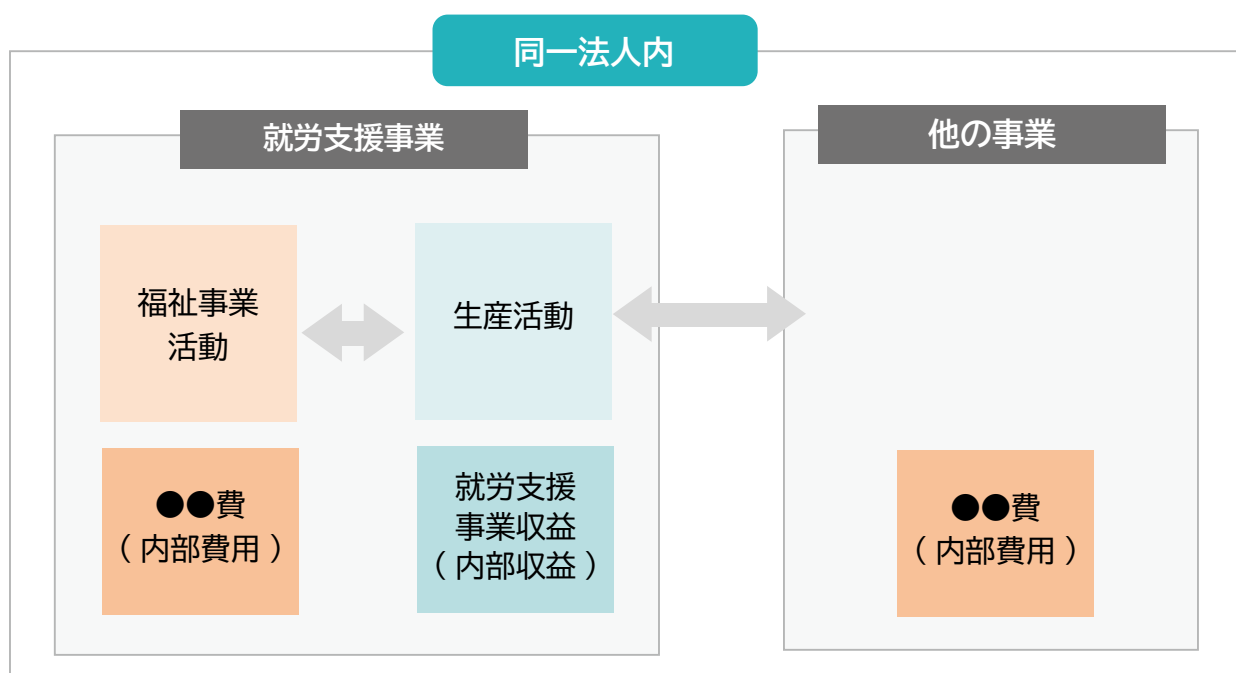 同一法人内
就労支援事業
他の事業
福祉事業
活動
生産活動
●●費
（ 内部費用 ）
就労支援
事業収益
（ 内部収益 ）
●●費
（ 内部費用 ）